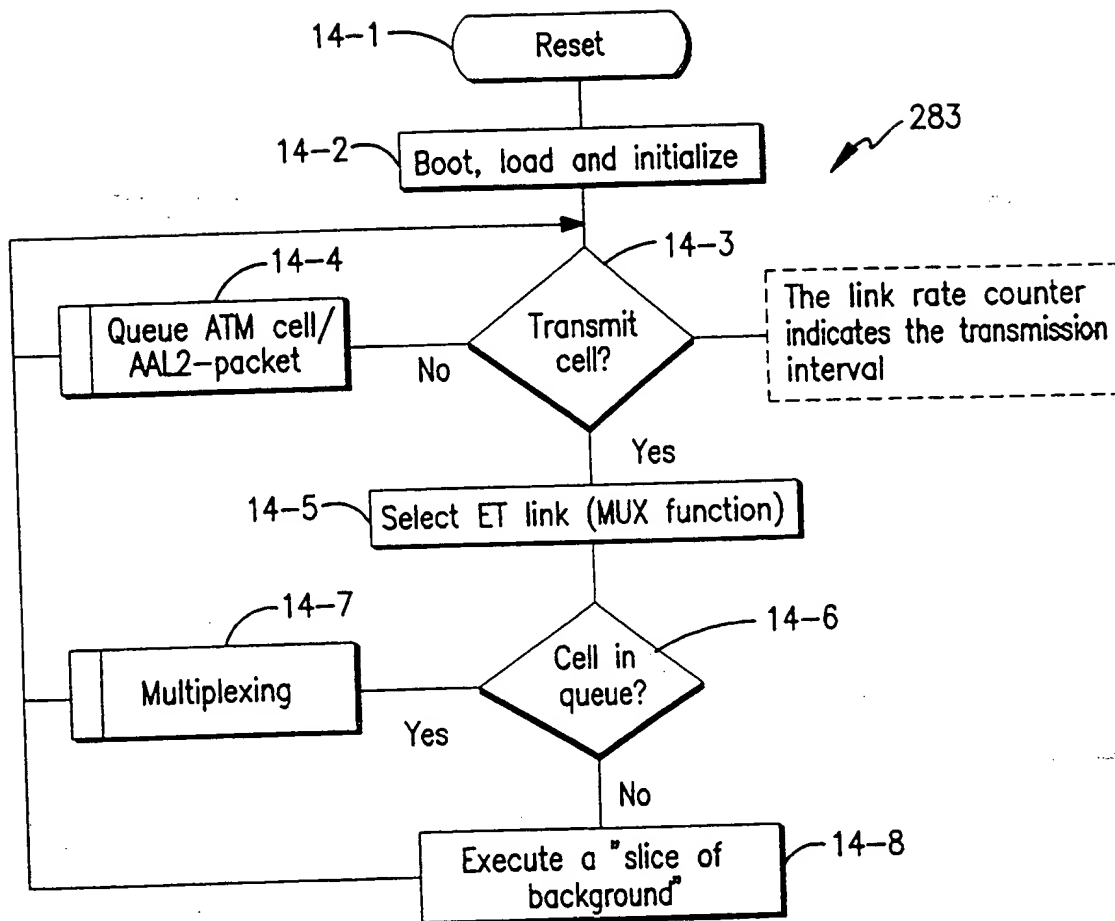 14-1
Reset
283
14-2
Boot, load and initialize
14-3
14-4
Queue ATM cell/
AAL2-packet
No
Transmit
cell?
The link rate counter
indicates the transmission
interval
Yes
14-5
Select ET link (MUX function)
14-7
14-6
Multiplexing
Yes
Cell in
queue?
No
Execute a "slice of
background"
14-8